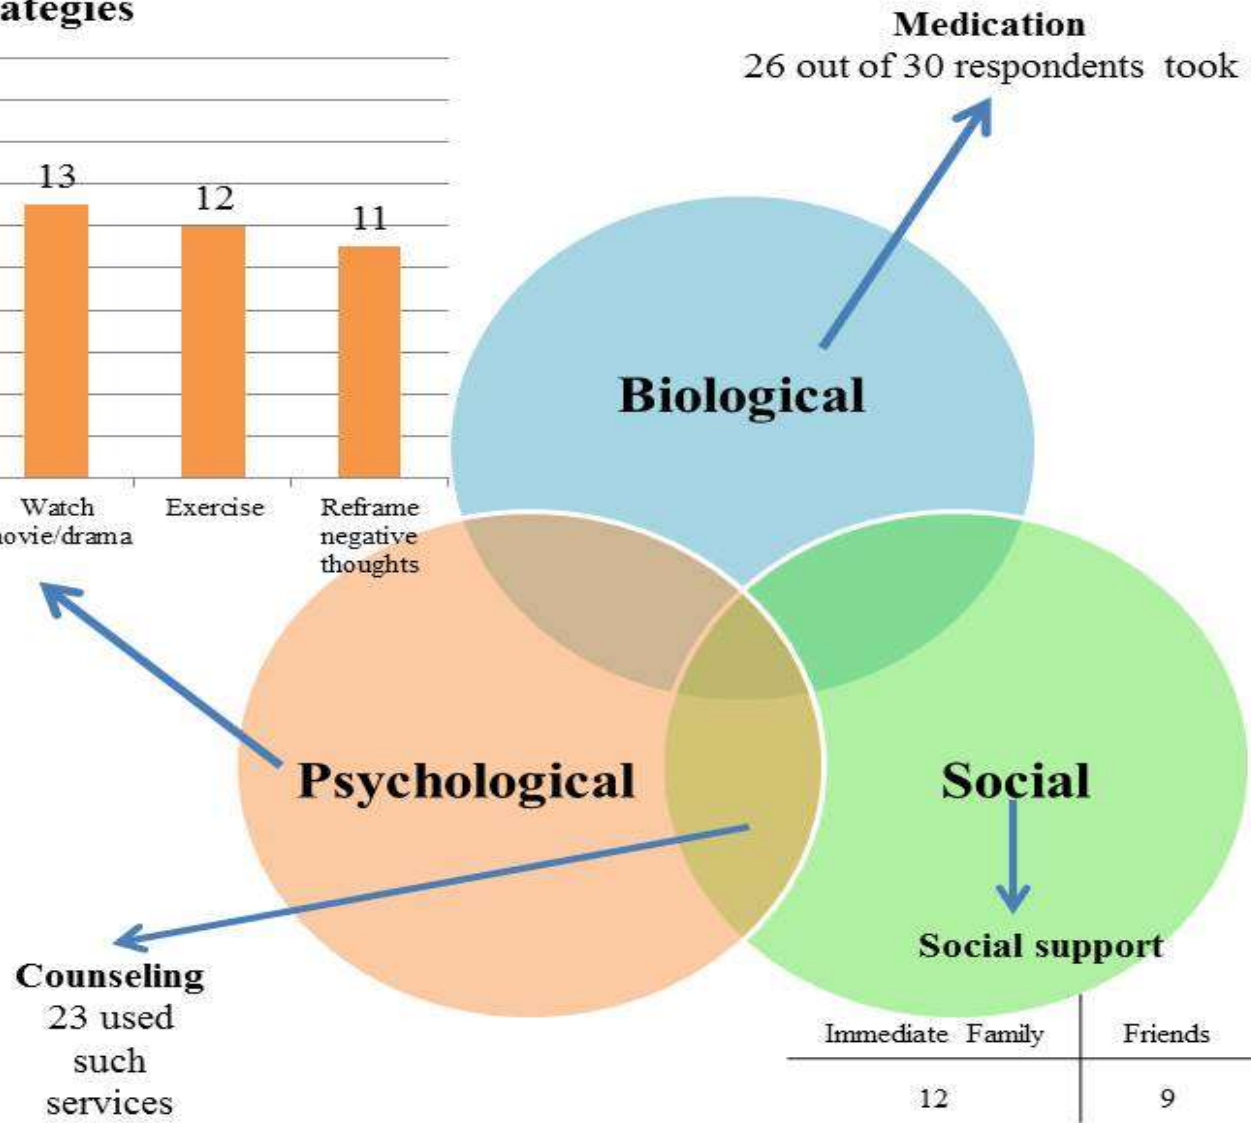 ategies
Medication
26 out of 30 respondents took
13
12
11
Watch
movie/drama
Exercise
Reframe
negative
thoughts
Biological
Psychological
Social
Social support
Immediate Family
Friends
12
9
Counseling
23 used
such
services